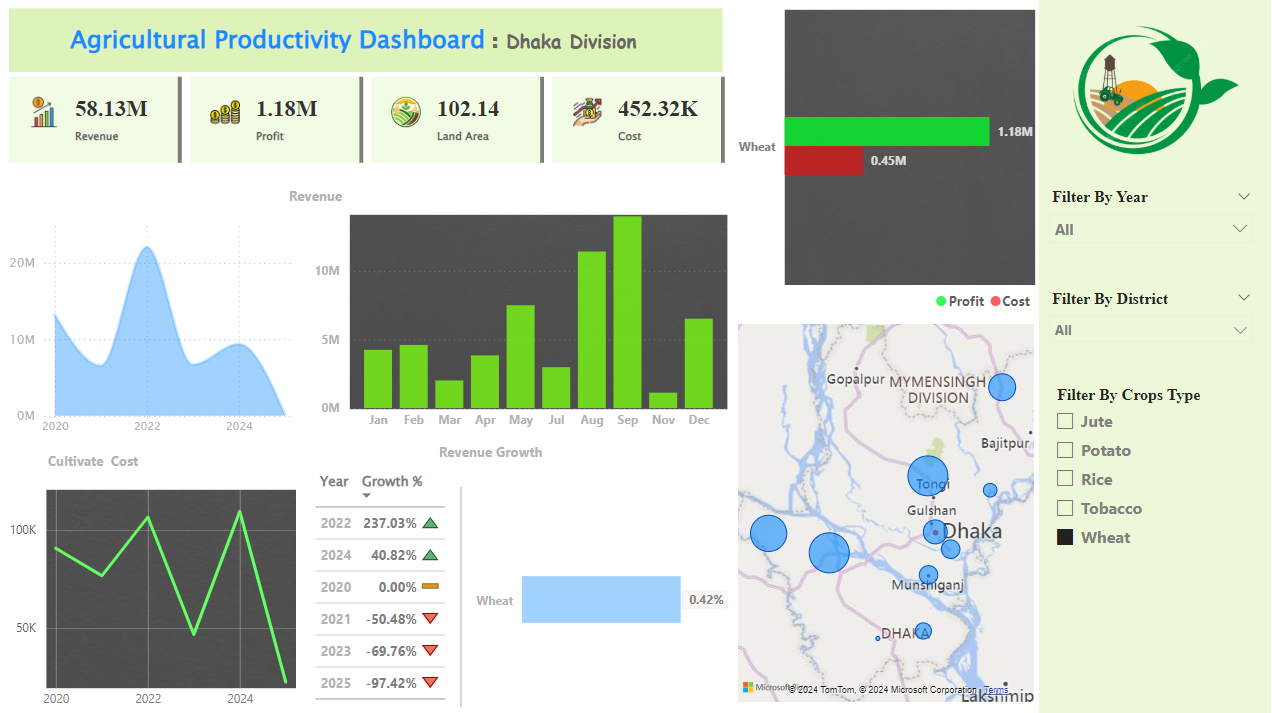 Agricultural Productivity Dashboard : Dhaka Division
58.13M
Revenue
1.18M
Profit
102.14
Land Area
452.32K
Cost
Revenue
20M
10M
0M
2020
2022
2024
10M
5M
0M
Jan Feb Mar Apr May Jul Aug Sep Nov Dec
Cultivate Cost
100K
50K
2020
2022
2024
Revenue Growth
Year Growth %
2022 237.03%
2024 40.82%
2020 0.00%
2021 -50.48%
2023 -69.76%
2025 -97.42%
Wheat
0.42%
Wheat
1.18M
0.45M
Profit Cost
Gopalpur
MYMENSINGH
DIVISION
Bajitpur
Tongi
Gulshan
Dhaka
Munshiganj
DHAKA
Lakshmip
© 2024 TomTom, © 2024 Microsoft Corporation Terms
Filter By Year
All
Filter By District
All
Filter By Crops Type
Jute
Potato
Rice
Tobacco
Wheat